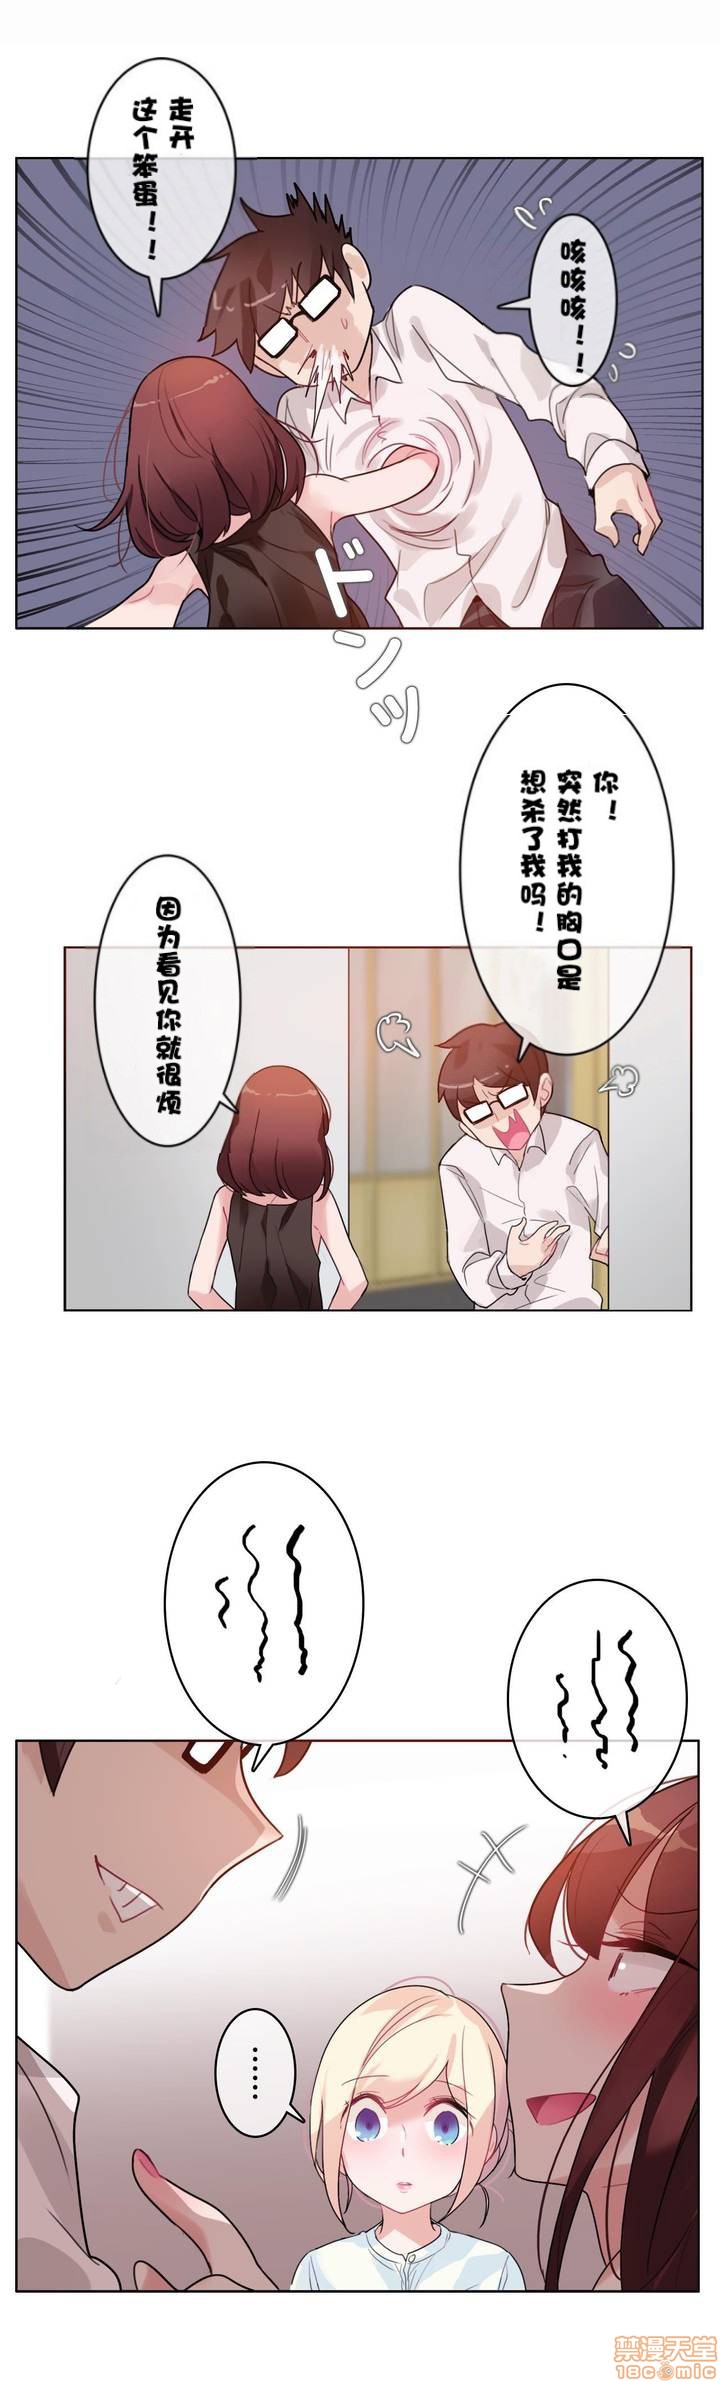 走开
这个笨蛋！！
咳咳咳！！
ドンッ
你！
突然打我的胸口是
想杀了我吗！
因为看见你就很烦
……
禁漫天堂
18comic